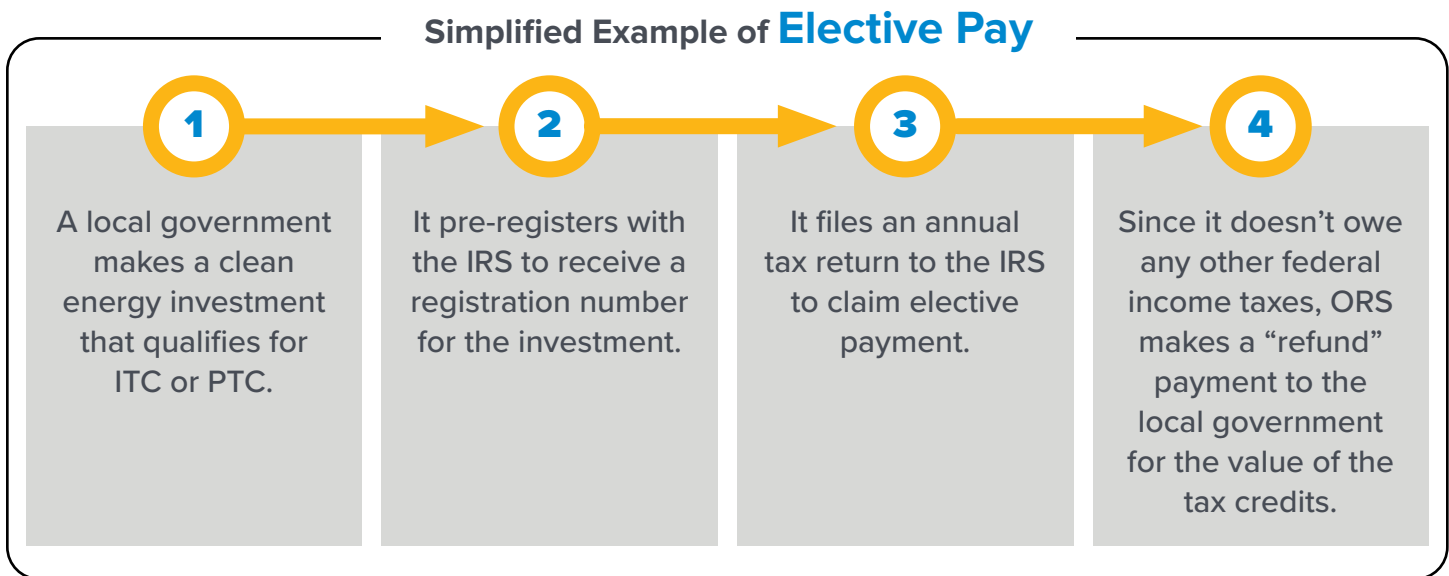 Simplified Example of Elective Pay
1
A local government
makes a clean
energy investment
that qualifies for
ITC or PTC.
2
It pre-registers with
the IRS to receive a
registration number
for the investment.
3
It files an annual
tax return to the IRS
to claim elective
payment.
4
Since it doesn’t owe
any other federal
income taxes, ORS
makes a “refund”
payment to the
local government
for the value of the
tax credits.